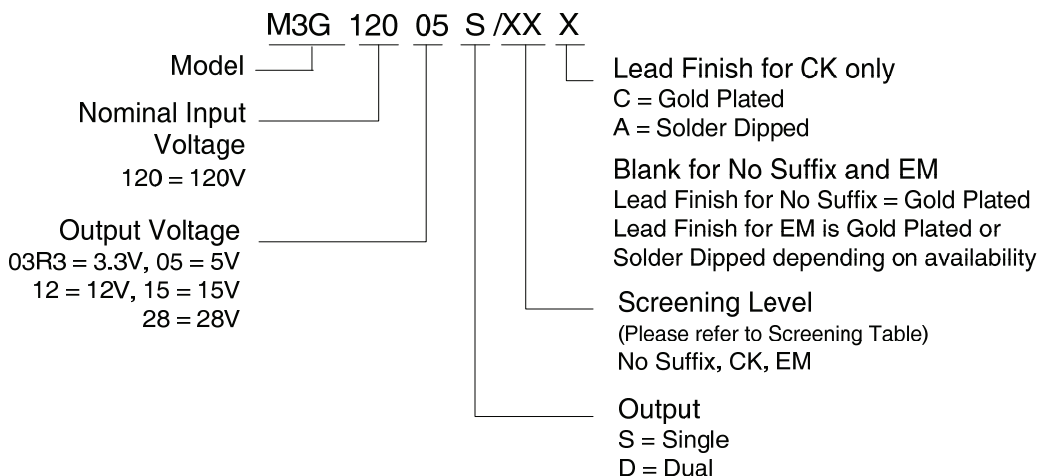 M3G 120 05 S /XX X
Model
Nominal Input
Voltage
120 = 120V
Output Voltage
03R3 = 3.3V, 05 = 5V
12 = 12V, 15 = 15V
28 = 28V
Lead Finish for CK only
C = Gold Plated
A = Solder Dipped
Blank for No Suffix and EM
Lead Finish for No Suffix = Gold Plated
Lead Finish for EM is Gold Plated or
Solder Dipped depending on availability
Screening Level
(Please refer to Screening Table)
No Suffix, CK, EM
Output
S = Single
D = Dual